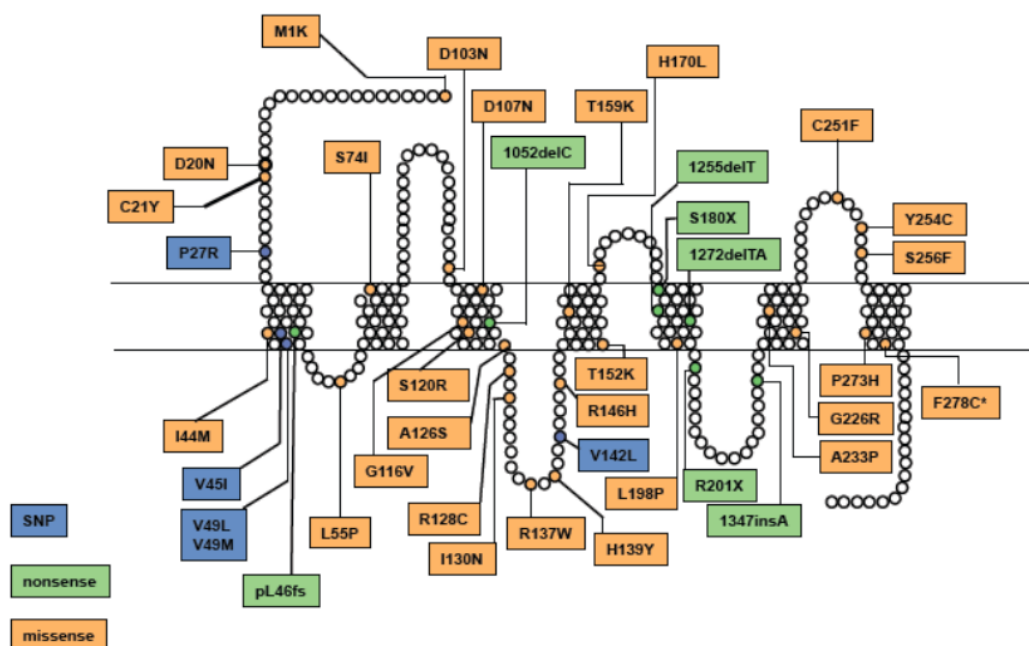 M1K
D103N
H170L
D107N
T159K
C251F
S74I
1052delC
D20N
1255delT
C21Y
S180X
Y254C
P27R
1272delTA
S256F
S120R
T152K
P273H
F278C*
I44M
A126S
R146H
G226R
G116V
V142L
A233P
V45I
L198P
R201X
SNP
V49L
V49M
L55P
R128C
R137W
1347insA
I130N
H139Y
nonsense
pL46fs
missense